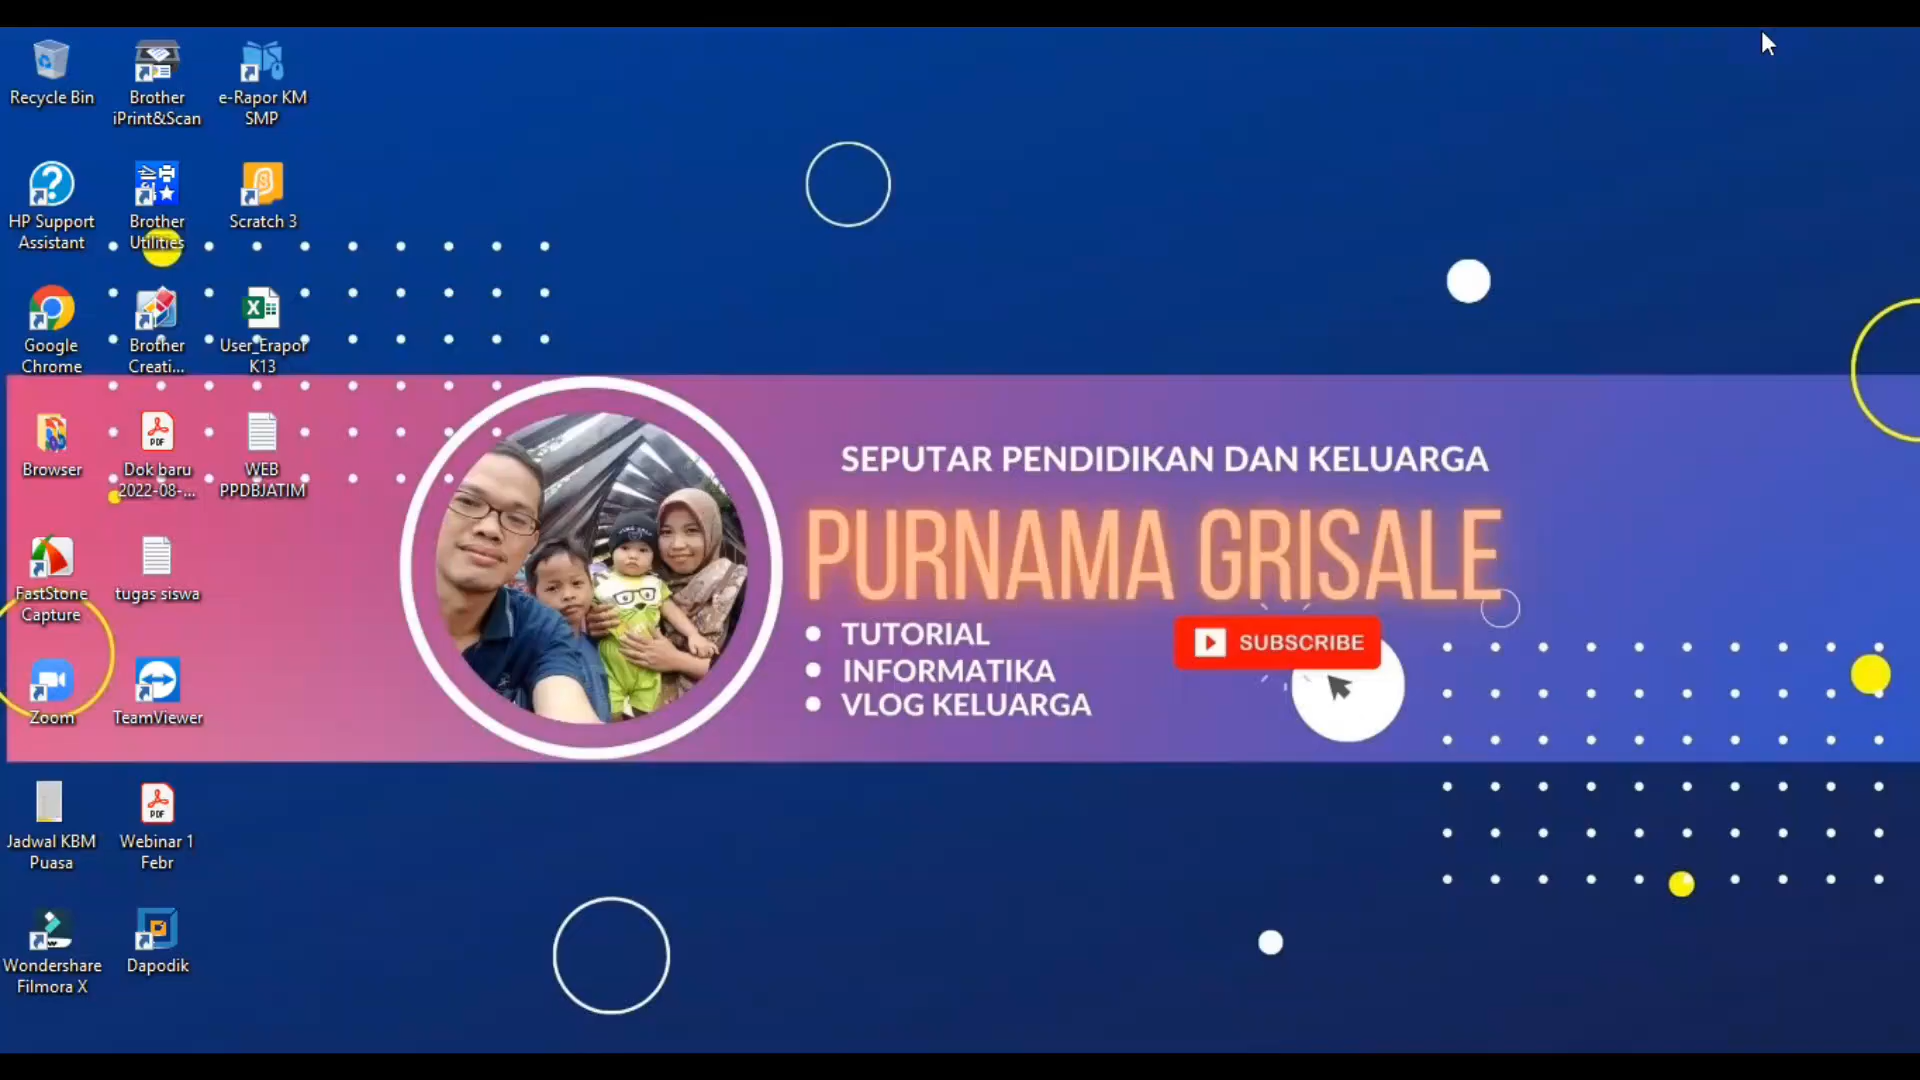 Recycle Bin
Brother
iPrint&Scan
e-Rapor KM
SMP
HP Support
Assistant
Brother
Utilities
Scratch 3
Google
Chrome
Brother
Creati...
User_Erapor
K13
Browser
Dok baru
2022-08-...
WEB
PPDBJATIM
FastStone
Capture
tugas siswa
Zoom
TeamViewer
Jadwal KBM
Puasa
Webinar 1
Febr
Wondershare
Filmora X
Dapodik
SEPUTAR PENDIDIKAN DAN KELUARGA
PURNAMA GRISALE
TUTORIAL
INFORMATIKA
VLOG KELUARGA
SUBSCRIBE